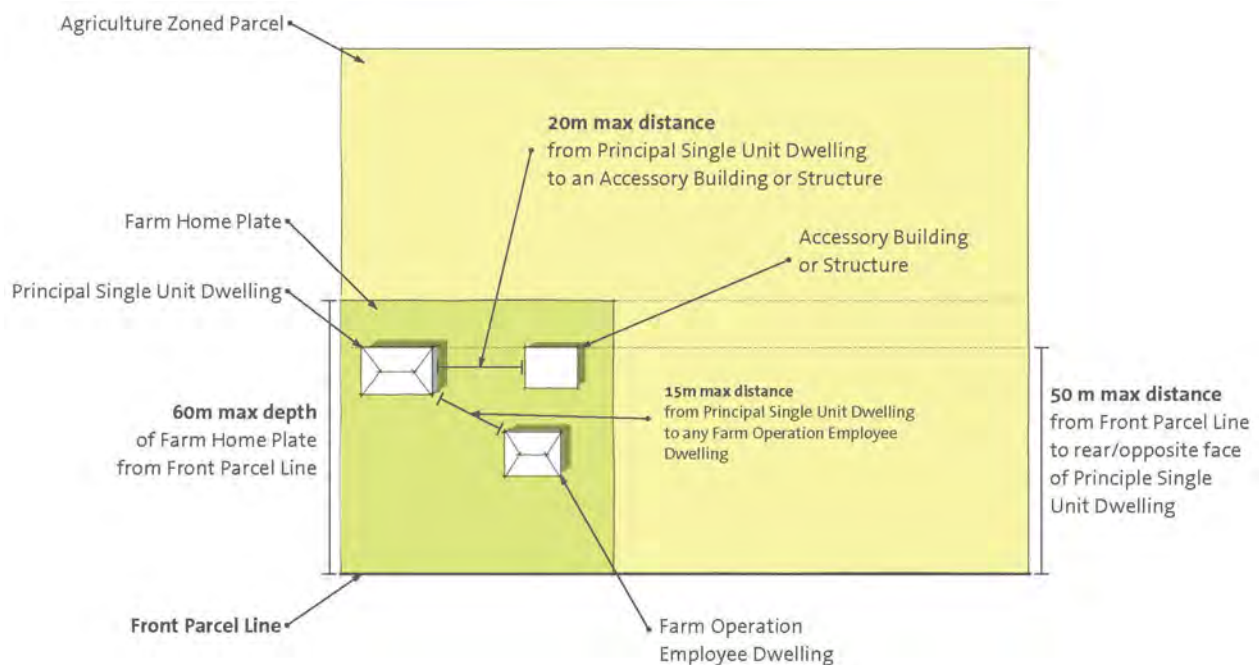 Agriculture Zoned Parcel
20m max distance
from Principal Single Unit Dwelling
to an Accessory Building or Structure
Farm Home Plate
Accessory Building
or Structure
Principal Single Unit Dwelling
15m max distance
from Principal Single Unit Dwelling
to any Farm Operation Employee
Dwelling
60m max depth
of Farm Home Plate
from Front Parcel Line
50 m max distance
from Front Parcel Line
to rear/opposite face
of Principle Single
Unit Dwelling
Front Parcel Line
Farm Operation
Employee Dwelling